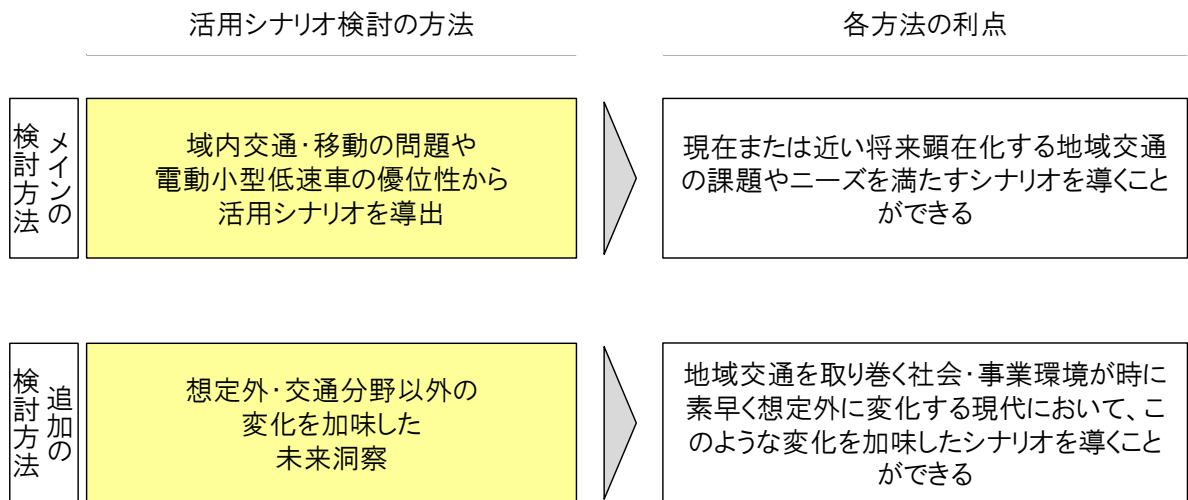 活用シナリオ検討の方法
各方法の利点
メインの
検討方法
域内交通・移動の問題や
電動小型低速車の優位性から
活用シナリオを導出
現在または近い将来顕在化する地域交通
の課題やニーズを満たすシナリオを導くこと
ができる
追加の
検討方法
想定外・交通分野以外の
変化を加味した
未来洞察
地域交通を取り巻く社会・事業環境が時に
素早く想定外に変化する現代において、こ
のような変化を加味したシナリオを導くこと
ができる